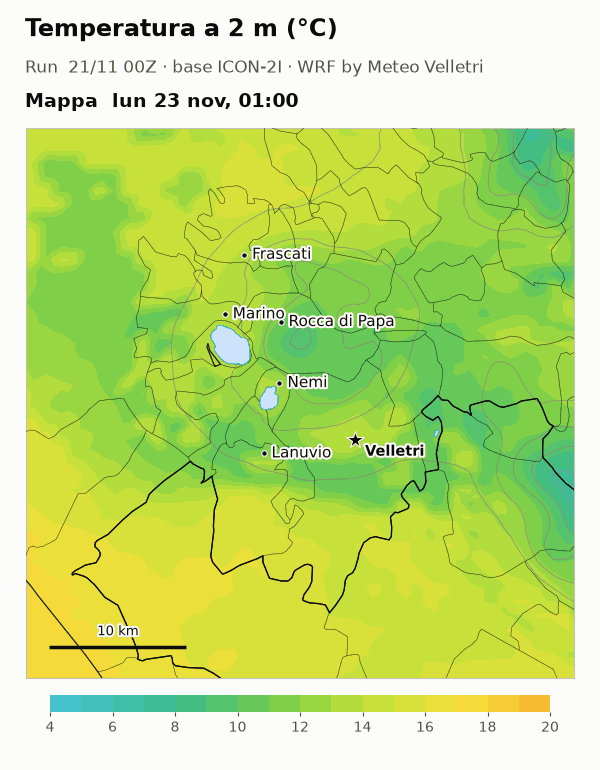 Temperatura a 2 m (°C)
Run  21/11 00Z · base ICON-2I · WRF by Meteo Velletri
Mappa  lun 23 nov, 01:00
Frascati
Marino
Rocca di Papa
Nemi
Velletri
Lanuvio
10 km
4 6 8 10 12 14 16 18 20